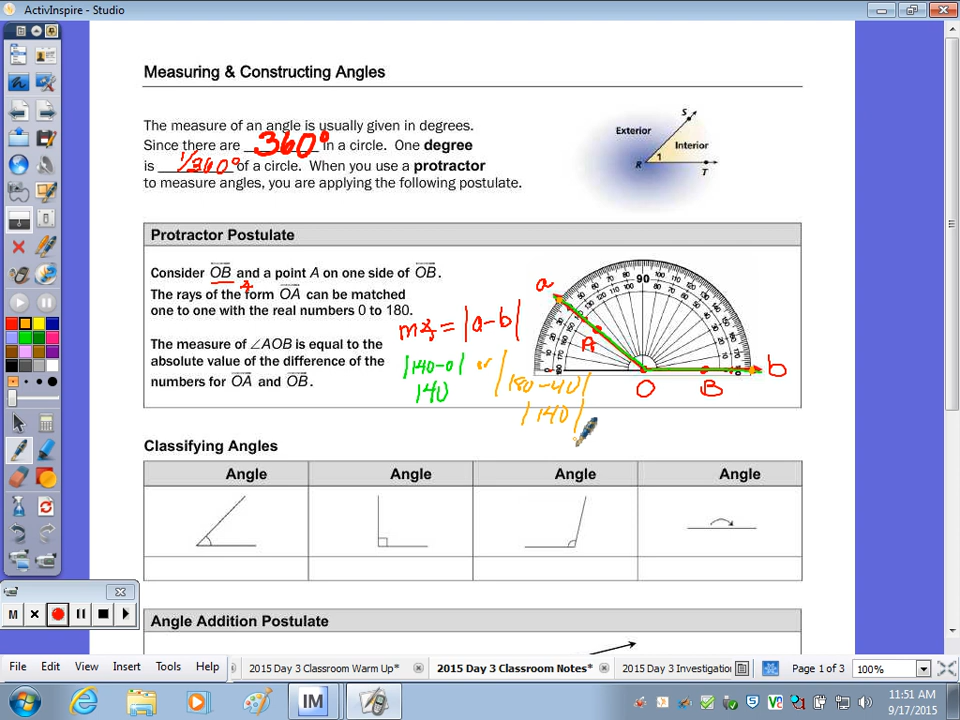 ActivInspire - Studio
Measuring & Constructing Angles
The measure of an angle is usually given in degrees.
Since there are 360° in a circle. One degree
is 1/360° of a circle. When you use a protractor
to measure angles, you are applying the following postulate.
Exterior
S
Interior
R
1
T
Protractor Postulate
Consider OB and a point A on one side of OB.
The rays of the form OA can be matched
one to one with the real numbers 0 to 180.
The measure of ∠AOB is equal to the
absolute value of the difference of the
numbers for OA and OB.
m∡ = |a-b|
|140-0| or |180-40|
140
|140|
a
A
O
B
b
90
Classifying Angles
Angle Angle Angle Angle
M
Angle Addition Postulate
File Edit View Insert Tools Help
2015 Day 3 Classroom Warm Up*
2015 Day 3 Classroom Notes*
2015 Day 3 Investigation
Page 1 of 3
100%
IM
11:51 AM
9/17/2015